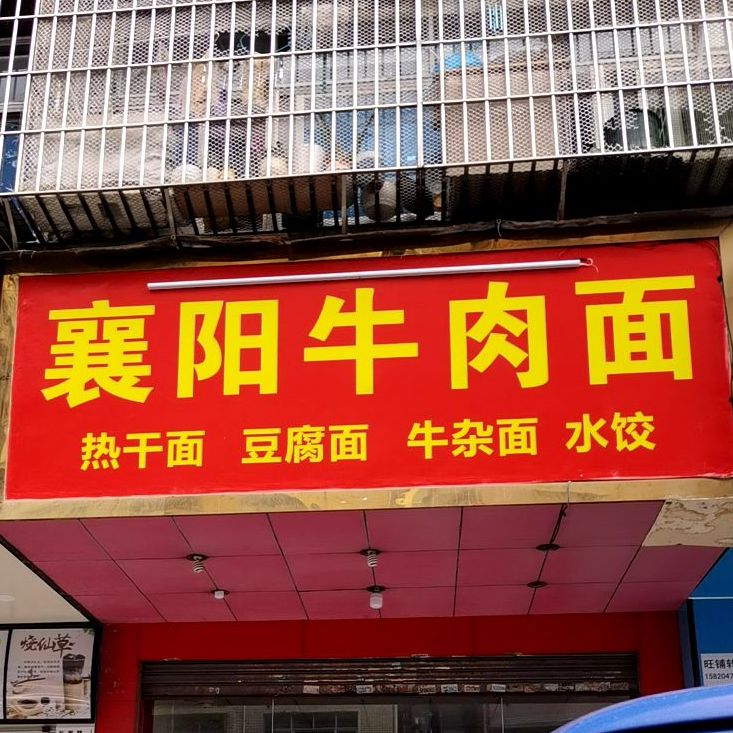 襄阳牛肉面
热干面 豆腐面 牛杂面 水饺
烧仙草
旺铺转
1582047